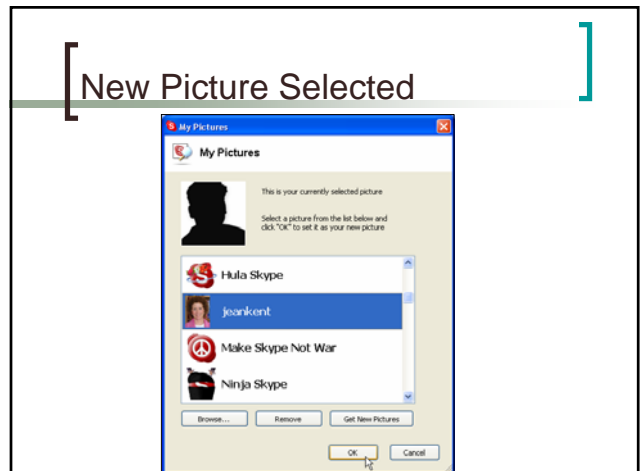 New Picture Selected
My Pictures
My Pictures
This is your currently selected picture
Select a picture from the list below and
click "OK" to set it as your new picture
Hula Skype
jeankent
Make Skype Not War
Ninja Skype
Browse... Remove Get New Pictures
OK Cancel